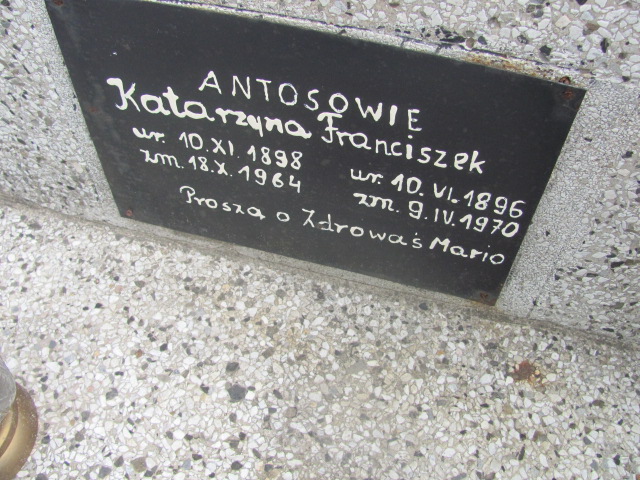 ANTOSOWIE
Katarzyna Franciszek
ur. 10.XI.1898 ur. 10.VI.1896
zm. 18.X.1964 zm. 9.IV.1970
Proszą o Zdrowaś Mario